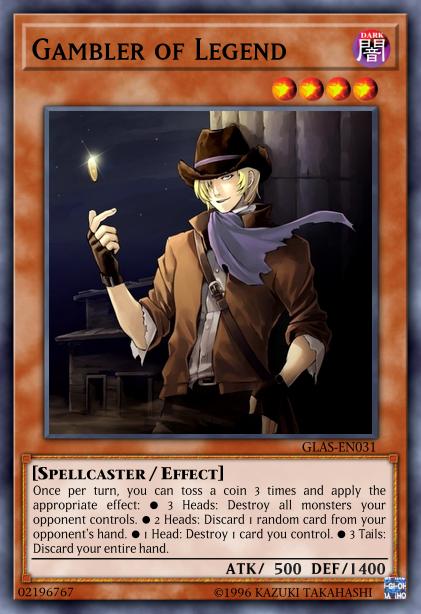 GAMBLER OF LEGEND
DARK
闇
GLAS-EN031
[SPELLCASTER / EFFECT]
Once per turn, you can toss a coin 3 times and apply the
appropriate effect: ● 3 Heads: Destroy all monsters your
opponent controls. ● 2 Heads: Discard 1 random card from your
opponent's hand. ● 1 Head: Destroy 1 card you control. ● 3 Tails:
Discard your entire hand.
ATK/ 500 DEF/1400
02196767
©1996 KAZUKI TAKAHASHI